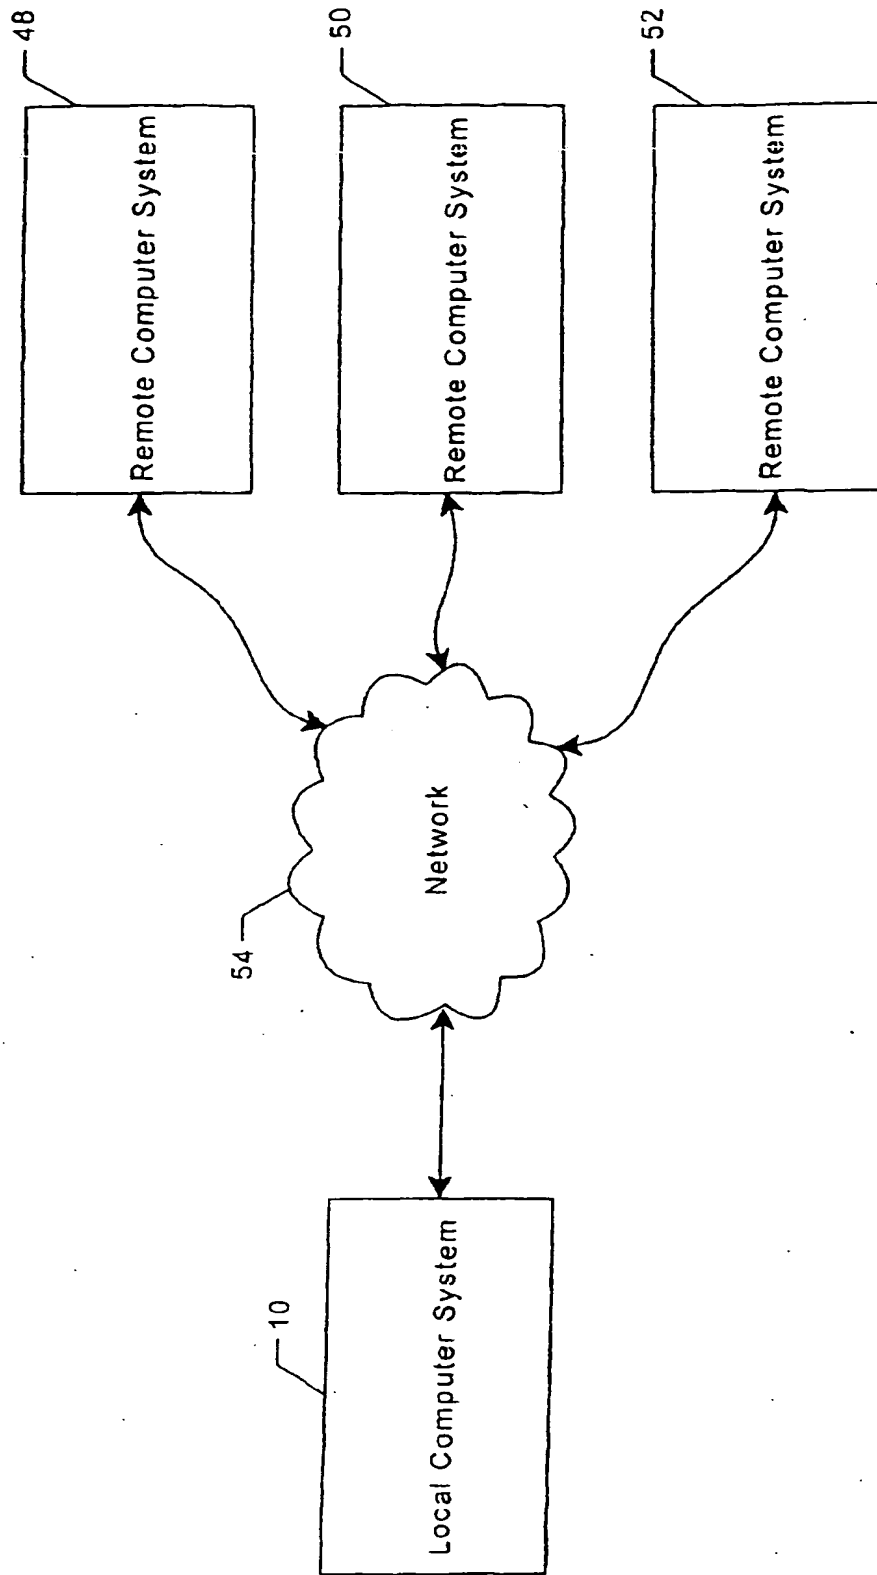 Local Computer System
10
Network
54
Remote Computer System
48
Remote Computer System
50
Remote Computer System
52